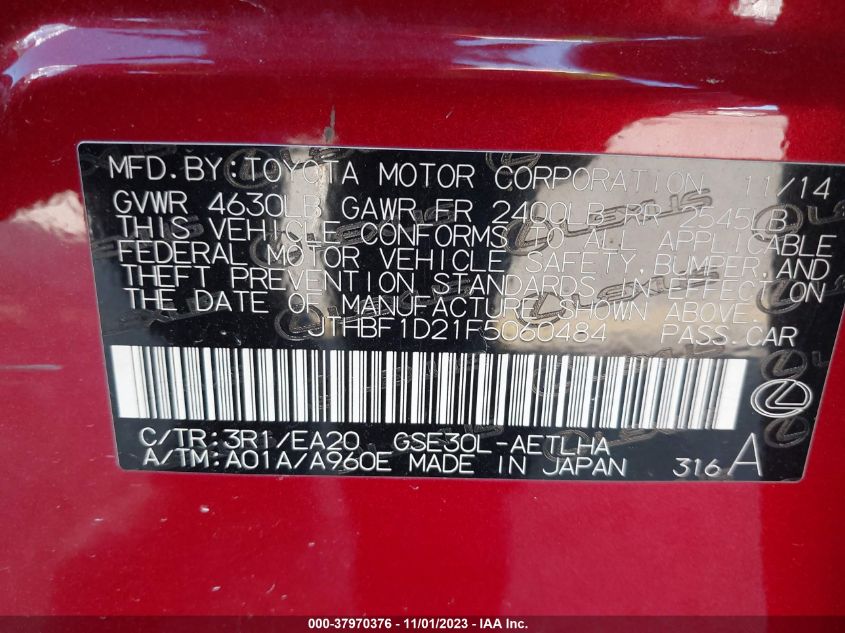 MFD.BY:TOYOTA MOTOR CORPORATION 11/14
GVWR 4630LB GAWR FR 2400LB RR 2545LB
THIS VEHICLE CONFORMS TO ALL APPLICABLE
FEDERAL MOTOR VEHICLE SAFETY,BUMPER,AND
THEFT PREVENTION STANDARDS IN EFFECT ON
THE DATE OF MANUFACTURE SHOWN ABOVE.
JTHBF1D21F5060484 PASS.CAR
C/TR:3R1/EA20 GSE30L-AETLHA
A/TM:A01A/A960E MADE IN JAPAN 316 A
000-37970376 - 11/01/2023 - IAA Inc.